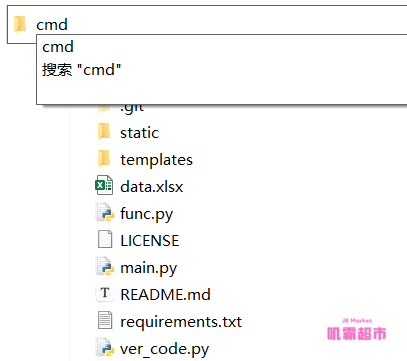 cmd
cmd
搜索 "cmd"
.git
static
templates
data.xlsx
func.py
LICENSE
main.py
README.md
requirements.txt
ver_code.py
JB Market
叽霸超市